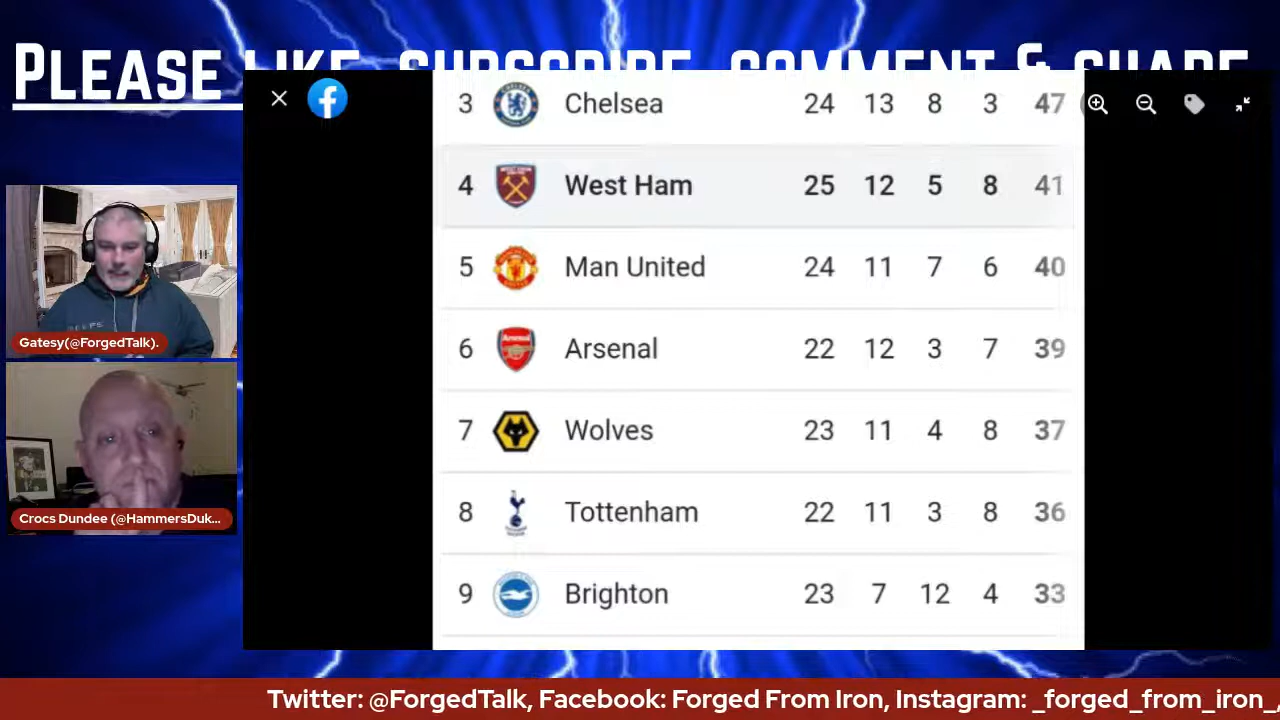 PLEASE LIKE, SUBSCRIBE, COMMENT & SHARE
3 Chelsea 24 13 8 3 47
4 West Ham 25 12 5 8 41
5 Man United 24 11 7 6 40
6 Arsenal 22 12 3 7 39
7 Wolves 23 11 4 8 37
8 Tottenham 22 11 3 8 36
9 Brighton 23 7 12 4 33
Gatesy(@ForgedTalk).
Crocs Dundee (@HammersDuk...
Twitter: @ForgedTalk, Facebook: Forged From Iron, Instagram: _forged_from_iron_